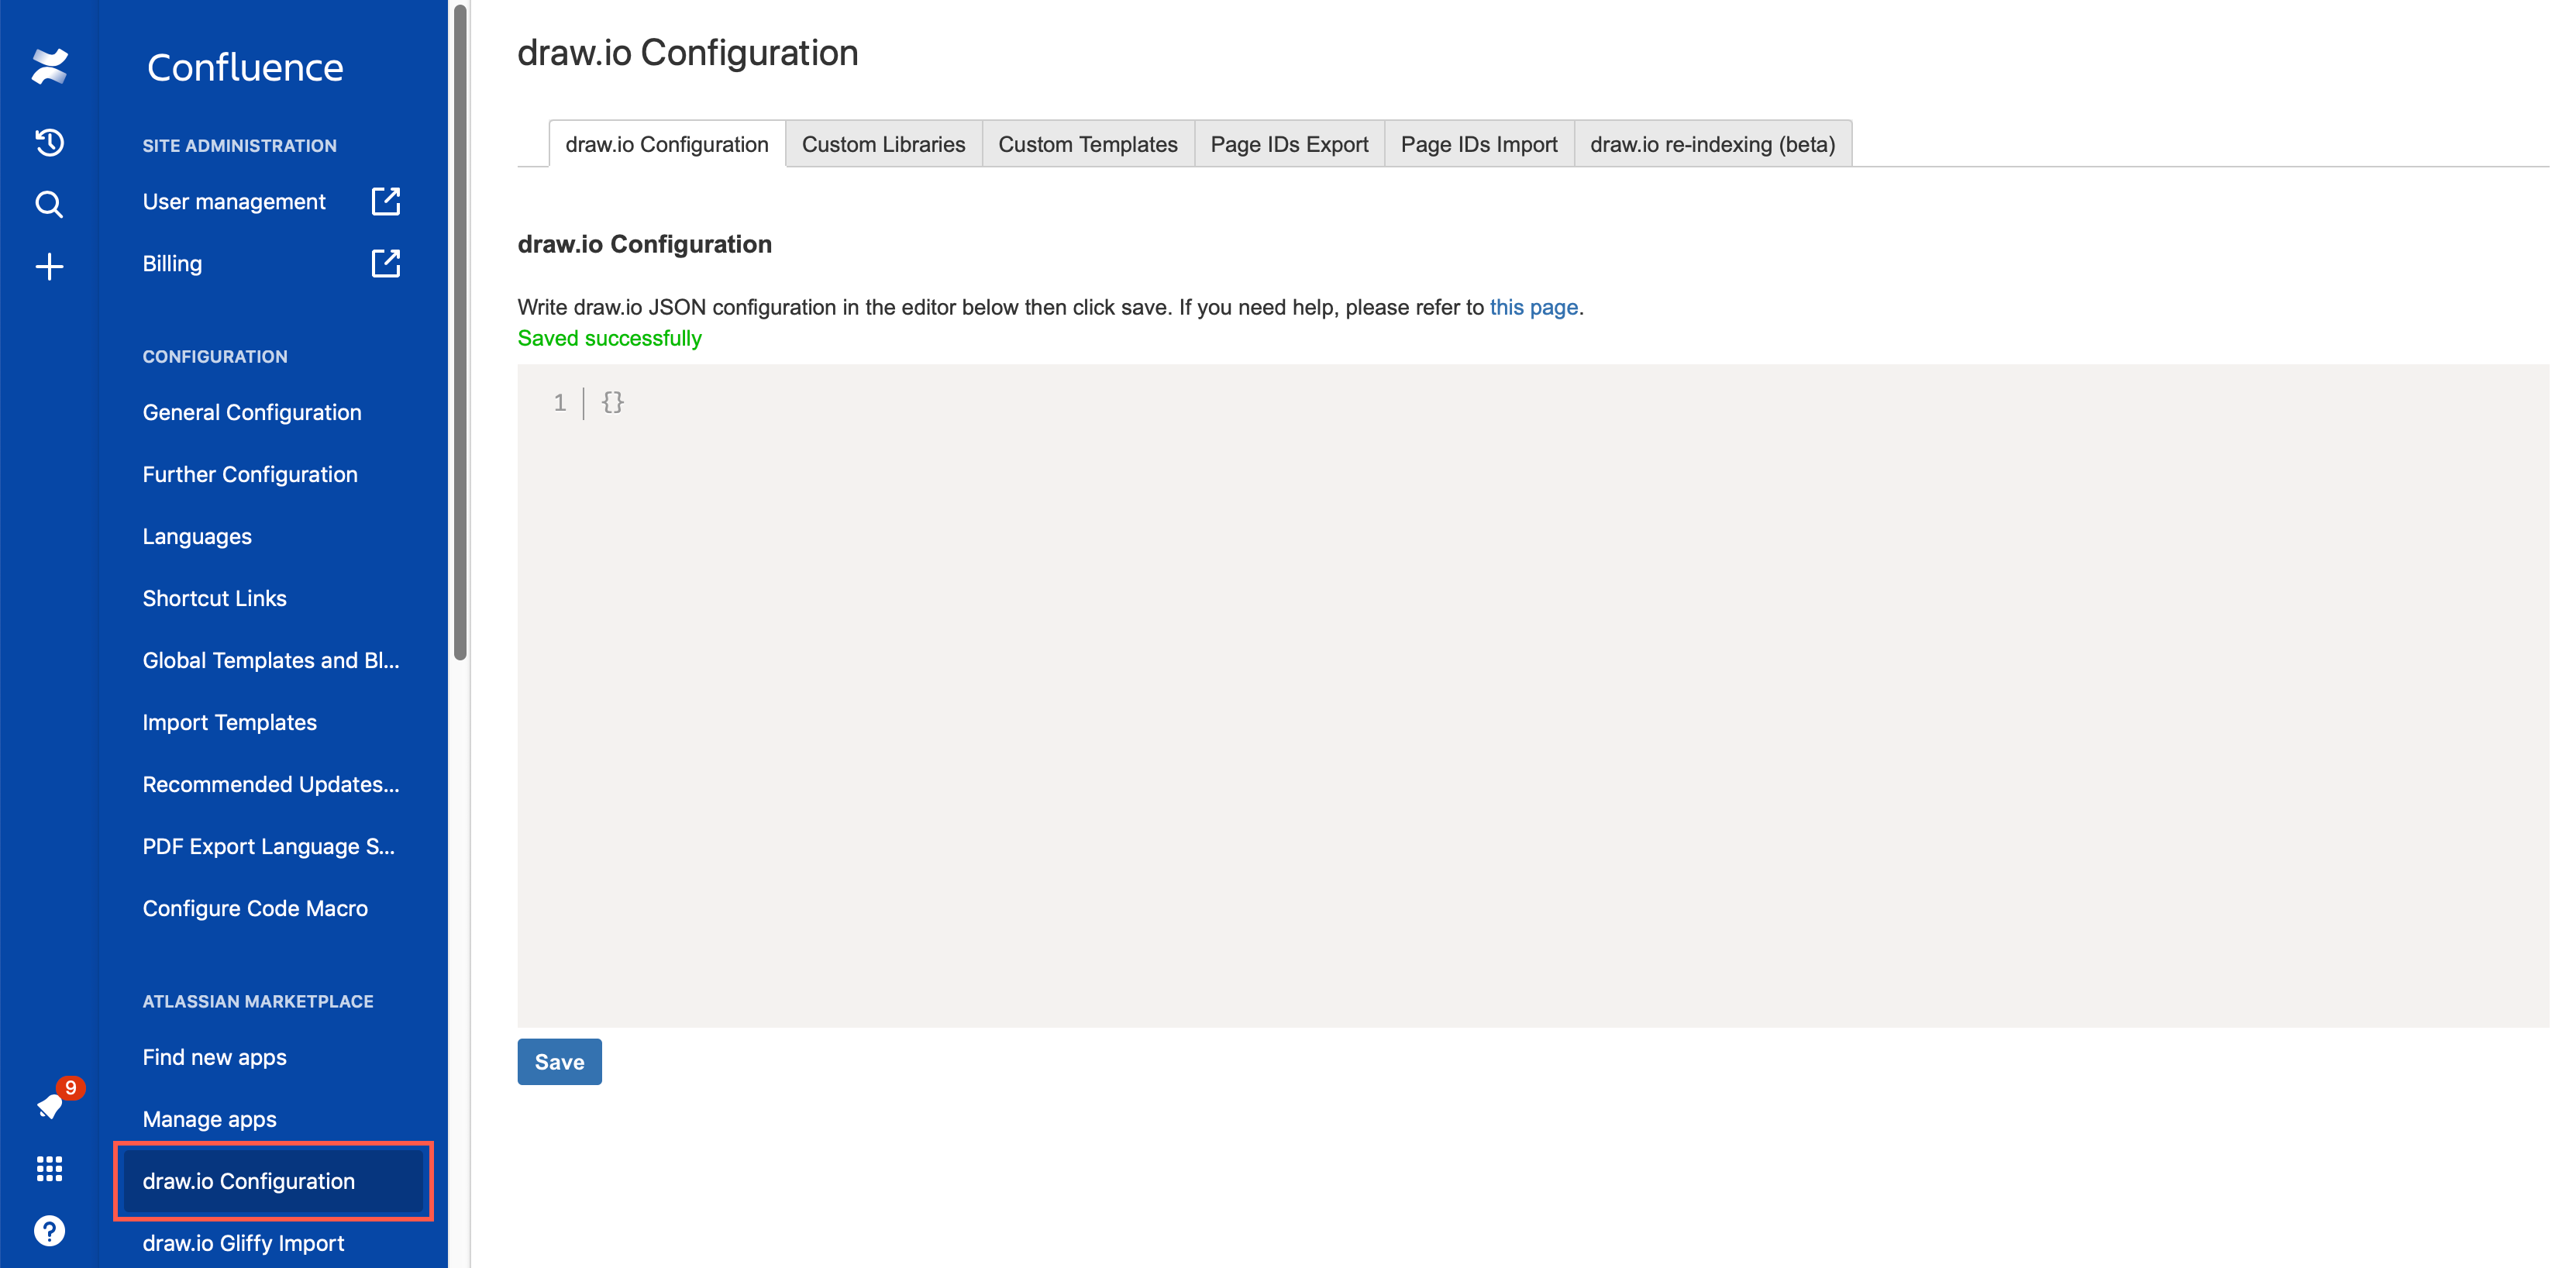 Confluence
SITE ADMINISTRATION
User management
Billing
CONFIGURATION
General Configuration
Further Configuration
Languages
Shortcut Links
Global Templates and Bl...
Import Templates
Recommended Updates...
PDF Export Language S...
Configure Code Macro
ATLASSIAN MARKETPLACE
Find new apps
Manage apps
draw.io Configuration
draw.io Gliffy Import
9
?
draw.io Configuration
draw.io Configuration Custom Libraries Custom Templates Page IDs Export Page IDs Import draw.io re-indexing (beta)
draw.io Configuration
Write draw.io JSON configuration in the editor below then click save. If you need help, please refer to this page.
Saved successfully
1 {}
Save